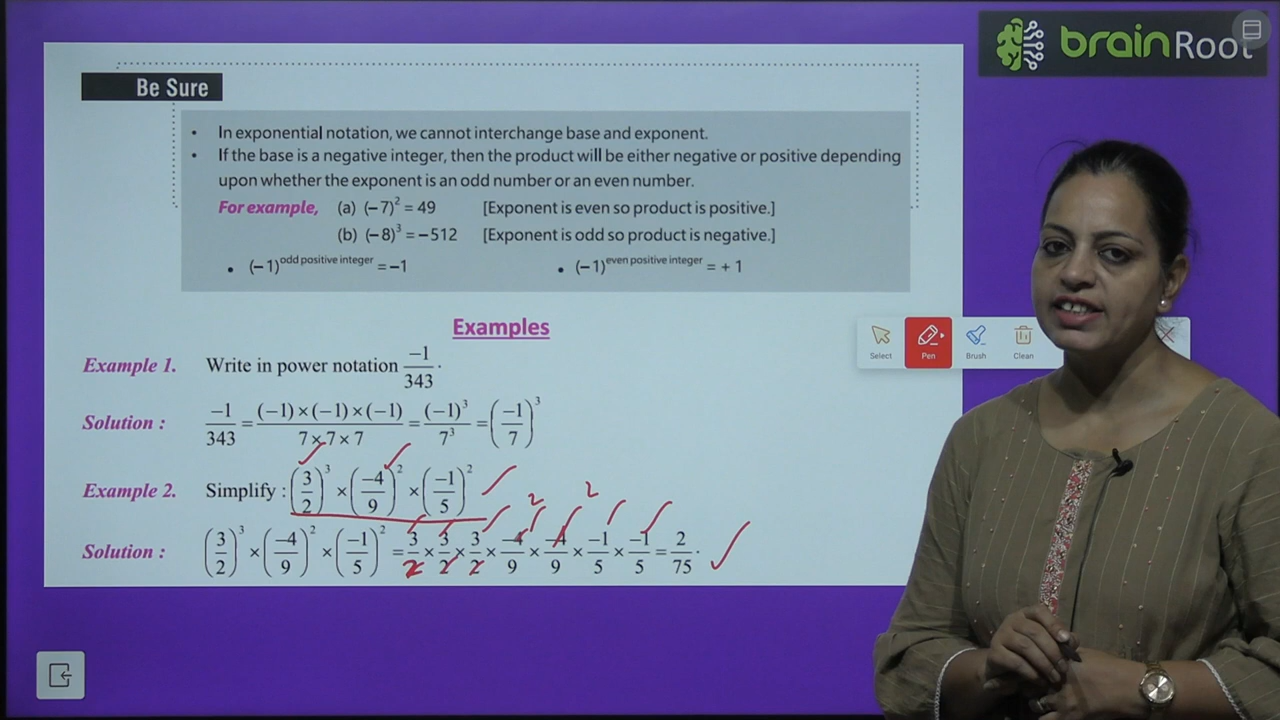 brainRoot
Be Sure
• In exponential notation, we cannot interchange base and exponent.
• If the base is a negative integer, then the product will be either negative or positive depending
upon whether the exponent is an odd number or an even number.
For example, (a) (−7)² = 49 [Exponent is even so product is positive.]
(b) (−8)³ = −512 [Exponent is odd so product is negative.]
• (−1)^odd positive integer = −1 • (−1)^even positive integer = + 1
Examples
Example 1. Write in power notation −1/343.
Select Pen Brush Clean
Solution : −1/343 = (−1)×(−1)×(−1)/7×7×7 = (−1)³/7³ = (−1/7)³
Example 2. Simplify : (3/2)³ × (−4/9)² × (−1/5)²
2 2
Solution : (3/2)³ × (−4/9)² × (−1/5)² = 3/2 × 3/2 × 3/2 × −4/9 × −4/9 × −1/5 × −1/5 = 2/75.